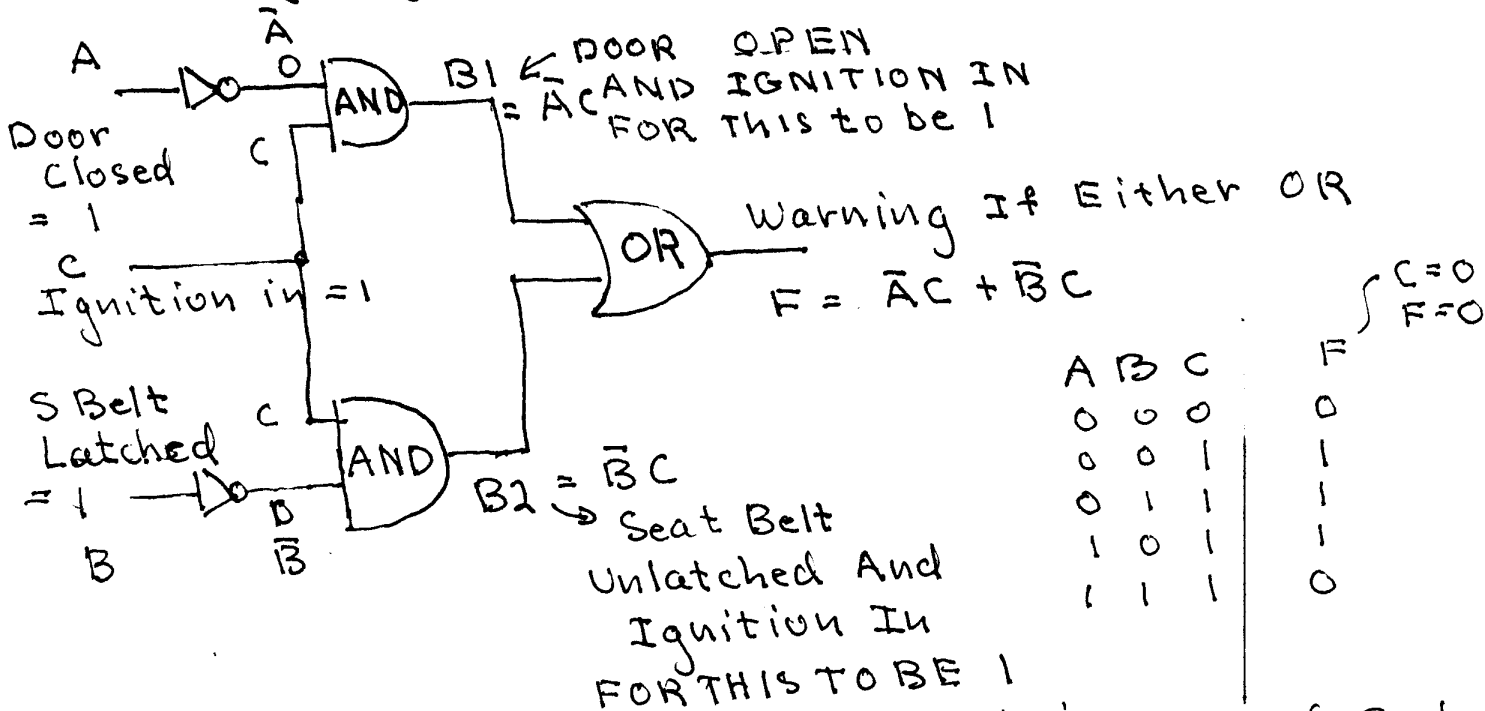 A
Ā
O
AND
B1 ← DOOR OPEN
= ĀC AND IGNITION IN
FOR This to be 1
Door
Closed
= 1
C
C
Ignition in = 1
OR
Warning If Either OR
F = ĀC + B̄C
C=0
F=0
S Belt
Latched
= 1
B
C
B̄
AND
B2 = B̄C
→ Seat Belt
Unlatched And
Ignition In
FOR THIS TO BE 1
A B C F
0 0 0 0
0 0 1 1
0 1 1 1
1 0 1 1
1 1 1 0